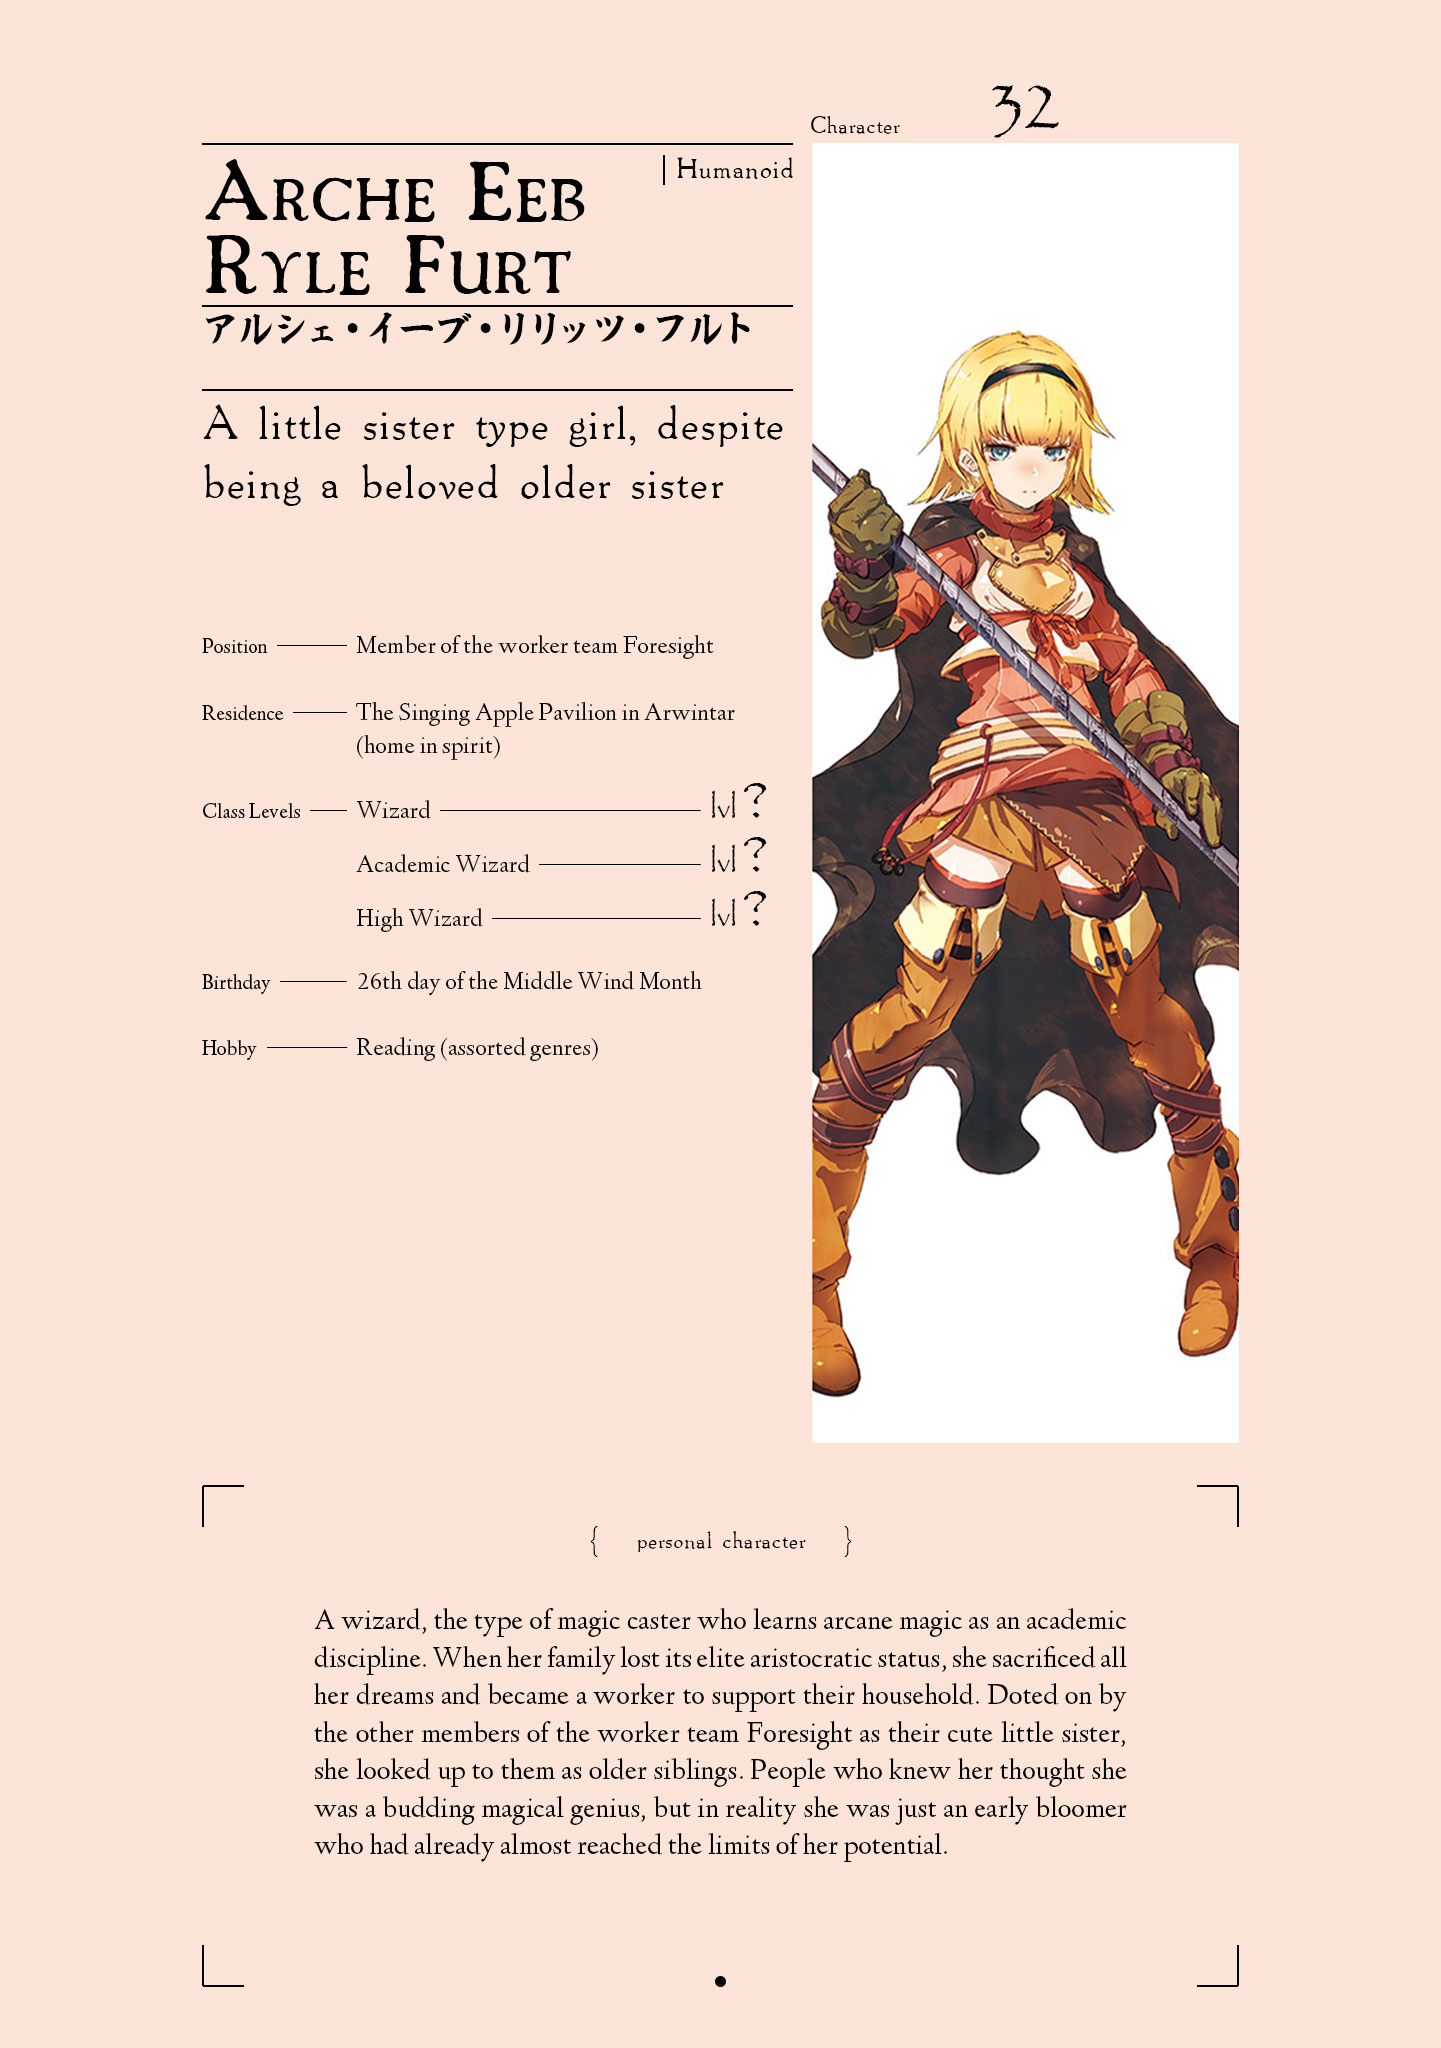 Character 32
Humanoid
ARCHE EEB
RYLE FURT
アルシェ・イーブ・リリッツ・フルト
A little sister type girl, despite
being a beloved older sister
Position Member of the worker team Foresight
Residence The Singing Apple Pavilion in Arwintar
(home in spirit)
Class Levels Wizard lvl ?
Academic Wizard lvl ?
High Wizard lvl ?
Birthday 26th day of the Middle Wind Month
Hobby Reading (assorted genres)
{ personal character }
A wizard, the type of magic caster who learns arcane magic as an academic
discipline. When her family lost its elite aristocratic status, she sacrificed all
her dreams and became a worker to support their household. Doted on by
the other members of the worker team Foresight as their cute little sister,
she looked up to them as older siblings. People who knew her thought she
was a budding magical genius, but in reality she was just an early bloomer
who had already almost reached the limits of her potential.